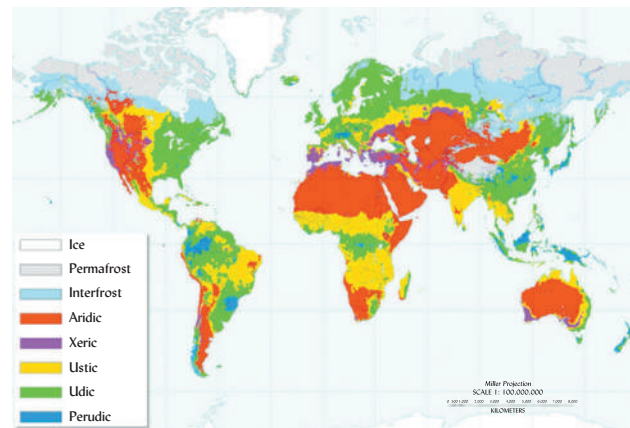 Ice
Permafrost
Interfrost
Aridic
Xeric
Ustic
Udic
Perudic
Miller Projection
SCALE 1: 100,000,000
KILOMETERS